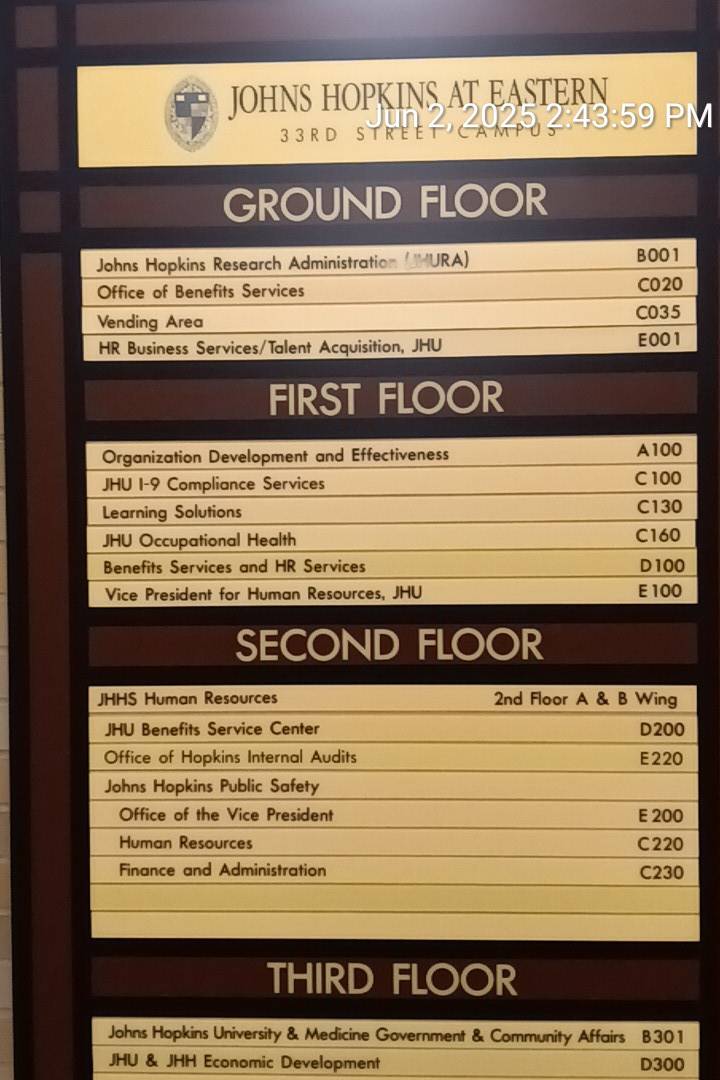 JOHNS HOPKINS AT EASTERN
Jun 2, 2025 2:43:59 PM
33RD STREET CAMPUS
GROUND FLOOR
Johns Hopkins Research Administration (JHURA) B001
Office of Benefits Services C020
Vending Area C035
HR Business Services/Talent Acquisition, JHU E001
FIRST FLOOR
Organization Development and Effectiveness A100
JHU I-9 Compliance Services C100
Learning Solutions C130
JHU Occupational Health C160
Benefits Services and HR Services D100
Vice President for Human Resources, JHU E100
SECOND FLOOR
JHHS Human Resources 2nd Floor A & B Wing
JHU Benefits Service Center D200
Office of Hopkins Internal Audits E220
Johns Hopkins Public Safety
Office of the Vice President E200
Human Resources C220
Finance and Administration C230
THIRD FLOOR
Johns Hopkins University & Medicine Government & Community Affairs B301
JHU & JHH Economic Development D300